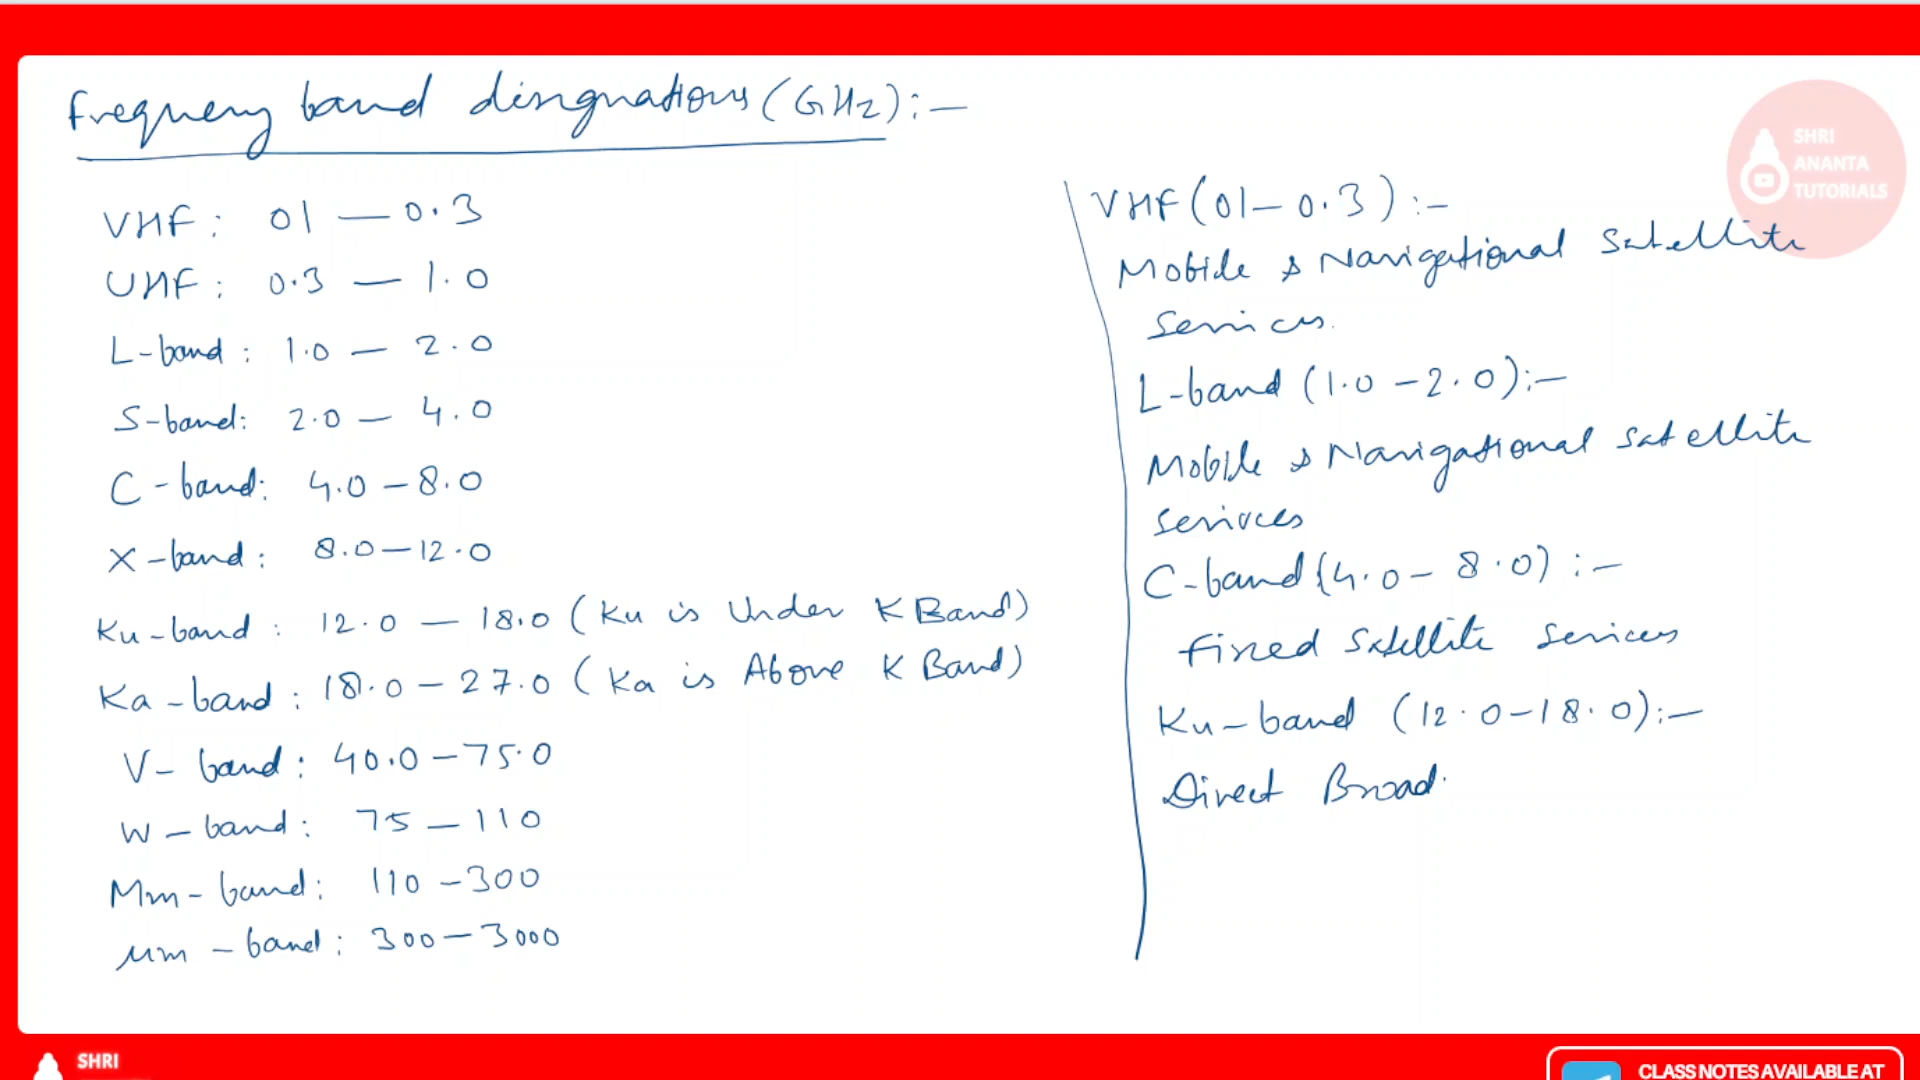 Frequency band disngnations (GHz):-
VHF: 01 — 0.3
UHF: 0.3 — 1.0
L-band: 1.0 — 2.0
S-band: 2.0 — 4.0
C-band: 4.0 – 8.0
X-band: 8.0 – 12.0
Ku-band: 12.0 – 18.0 (Ku is Under K Band)
Ka-band: 18.0 – 27.0 (Ka is Above K Band)
V-band: 40.0 – 75.0
W-band: 75 – 110
Mm-band: 110 – 300
μm-band: 300 – 3000
VHF (01 – 0.3):-
Mobile & Navigational Satellite
Services.
L-band (1.0 – 2.0):-
Mobile & Navigational Satellite
Services
C-band (4.0 – 8.0):-
Fixed Satellite Services
Ku-band (12.0 – 18.0):-
Direct Broad
SHRI
ANANTA
TUTORIALS
SHRI
CLASS NOTES AVAILABLE AT